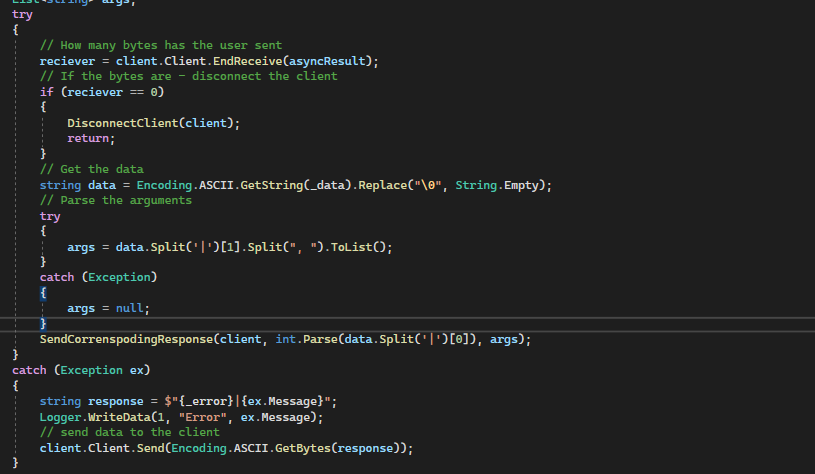 List<string> args;
try
{
// How many bytes has the user sent
reciever = client.Client.EndReceive(asyncResult);
// If the bytes are - disconnect the client
if (reciever == 0)
{
DisconnectClient(client);
return;
}
// Get the data
string data = Encoding.ASCII.GetString(_data).Replace("\0", String.Empty);
// Parse the arguments
try
{
args = data.Split('|')[1].Split(", ").ToList();
}
catch (Exception)
{
args = null;
}
SendCorrenspodingResponse(client, int.Parse(data.Split('|')[0]), args);
}
catch (Exception ex)
{
string response = $"{_error}|{ex.Message}";
Logger.WriteData(1, "Error", ex.Message);
// send data to the client
client.Client.Send(Encoding.ASCII.GetBytes(response));
}